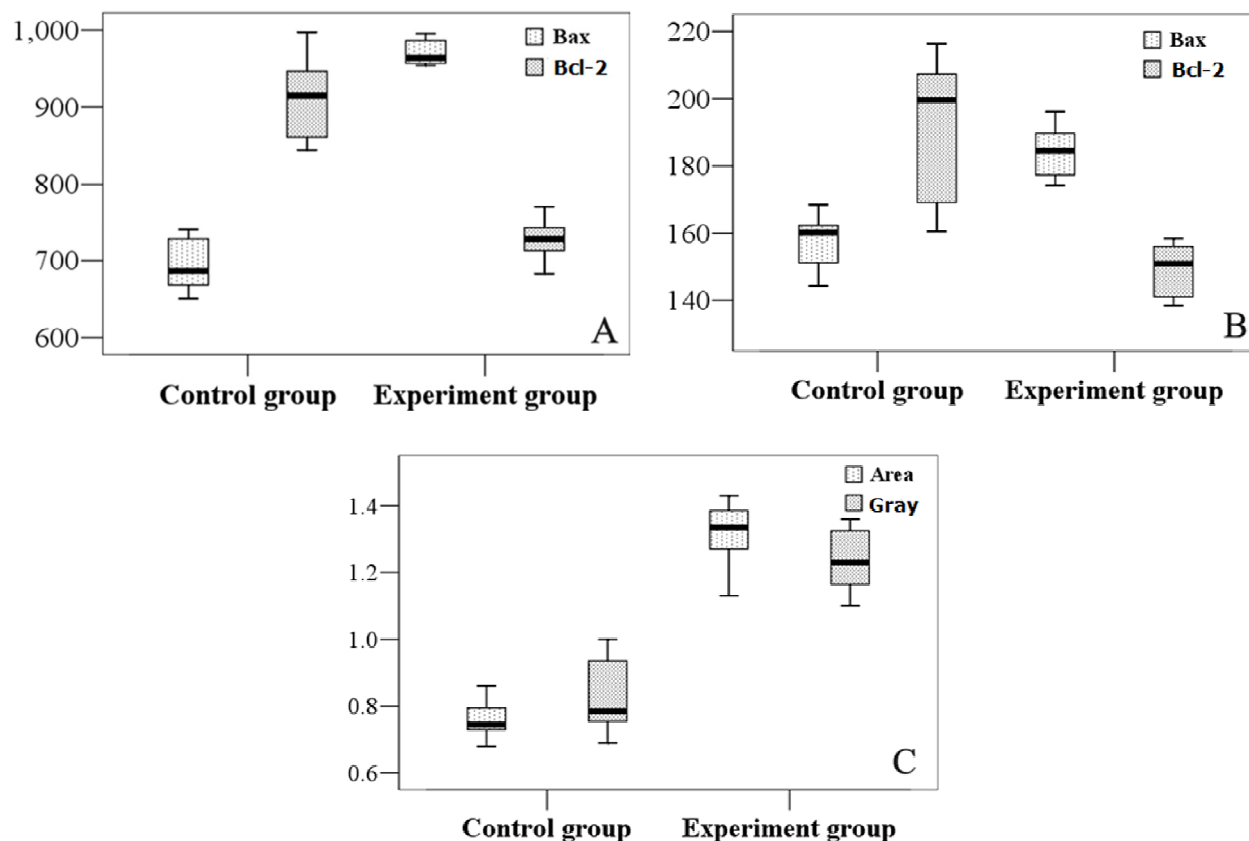 1,000
900
800
700
600
Bax
Bcl-2
A
Control group Experiment group
220
200
180
160
140
Bax
Bcl-2
B
Control group Experiment group
1.4
1.2
1.0
0.8
0.6
Area
Gray
C
Control group Experiment group